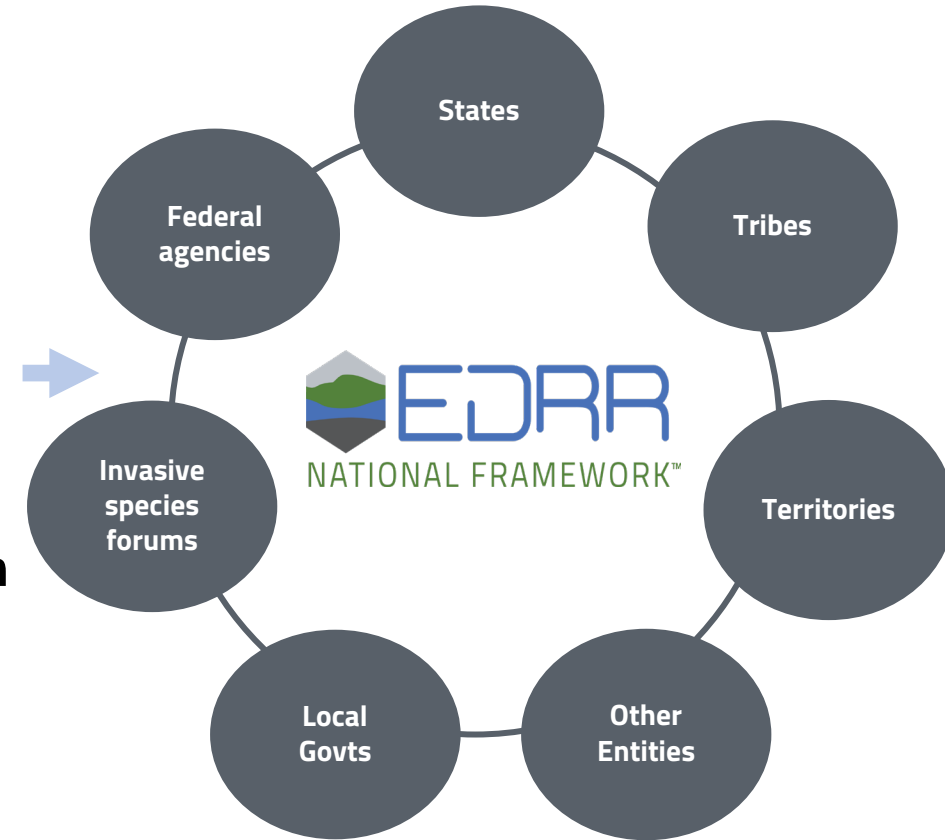 States
Federal
agencies
Tribes
EDRR
NATIONAL FRAMEWORK™
Invasive
species
forums
Territories
Local
Govts
Other
Entities